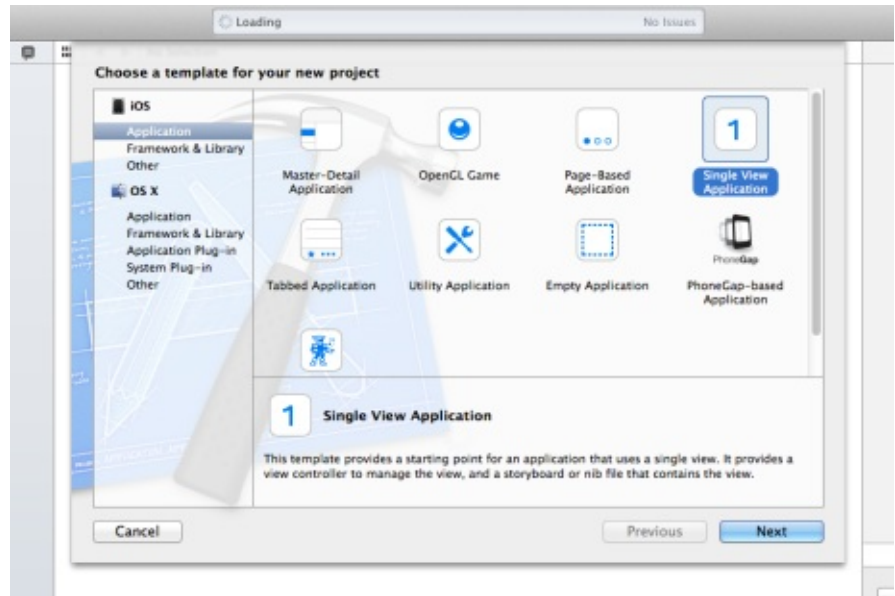 Loading
No Issues
Choose a template for your new project
iOS
Application
Framework & Library
Other
OS X
Application
Framework & Library
Application Plug-in
System Plug-in
Other
Master-Detail
Application
OpenGL Game
Page-Based
Application
1
Single View
Application
Tabbed Application
Utility Application
Empty Application
PhoneGap
PhoneGap-based
Application
1
Single View Application
This template provides a starting point for an application that uses a single view. It provides a
view controller to manage the view, and a storyboard or nib file that contains the view.
Cancel
Previous
Next